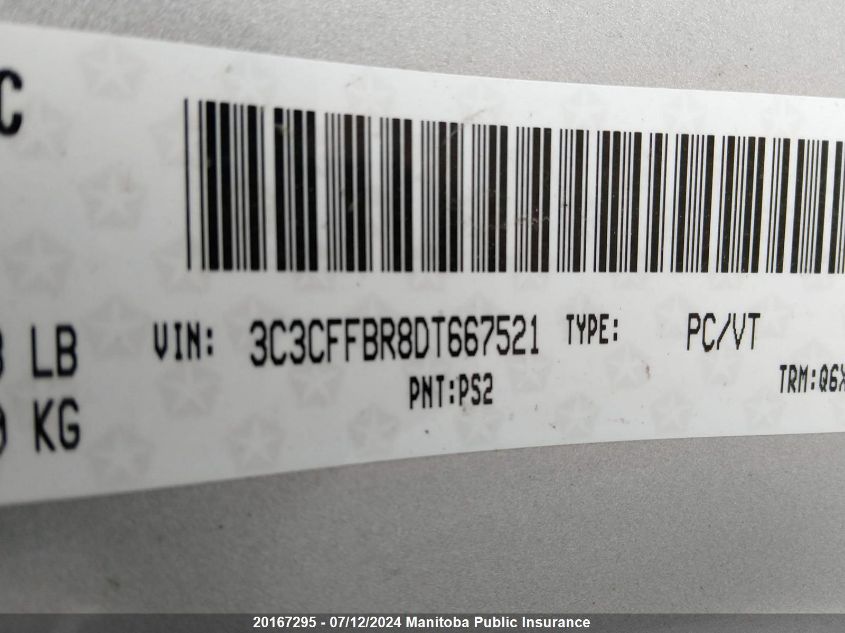 C
LB VIN: 3C3CFFBR8DT667521 TYPE: PC/VT
KG PNT:PS2 TRM:Q6X
20167295 - 07/12/2024 Manitoba Public Insurance